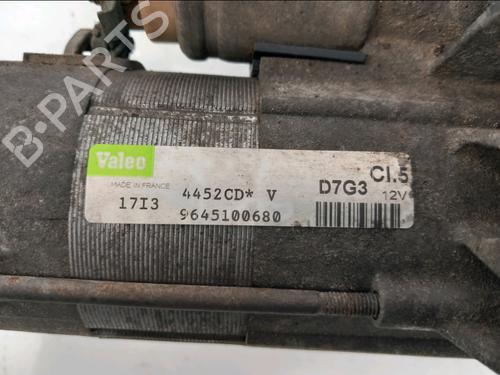 B-PARTS
Valeo
MADE IN FRANCE
17I3
4452CD* V
9645100680
D7G3
Cl.5
12V